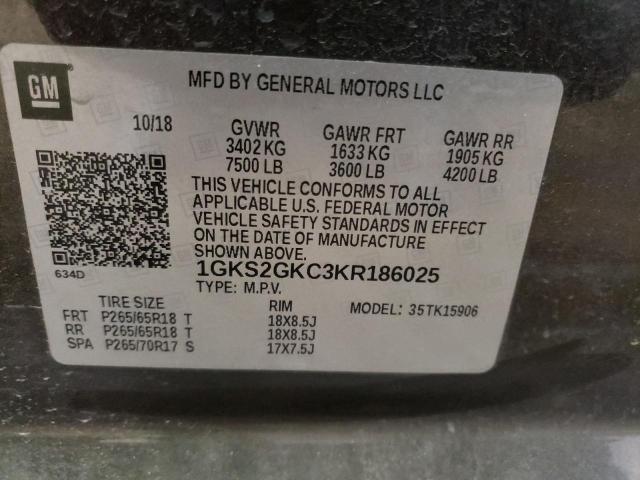 GM
MFD BY GENERAL MOTORS LLC
10/18
GVWR GAWR FRT GAWR RR
3402 KG 1633 KG 1905 KG
7500 LB 3600 LB 4200 LB
THIS VEHICLE CONFORMS TO ALL
APPLICABLE U.S. FEDERAL MOTOR
VEHICLE SAFETY STANDARDS IN EFFECT
ON THE DATE OF MANUFACTURE
SHOWN ABOVE.
634D
1GKS2GKC3KR186025
TYPE: M.P.V.
TIRE SIZE RIM MODEL: 35TK15906
FRT P265/65R18 T 18X8.5J
RR P265/65R18 T 18X8.5J
SPA P265/70R17 S 17X7.5J